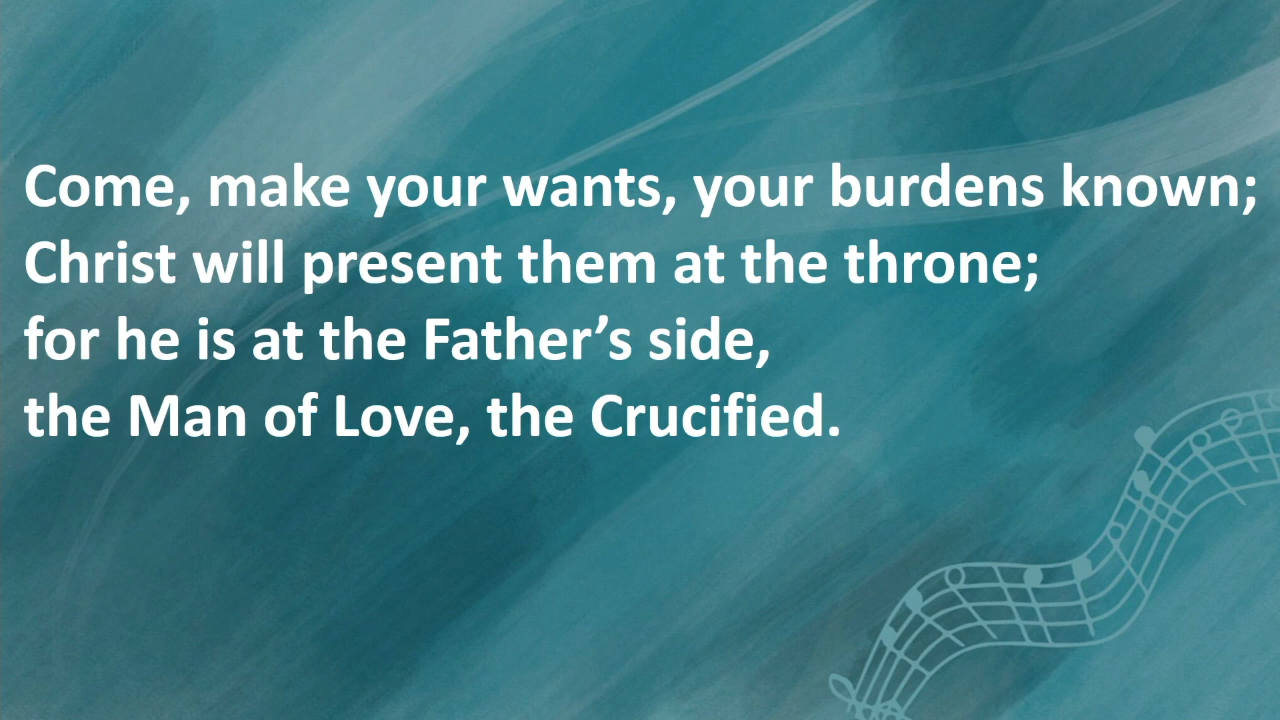 Come, make your wants, your burdens known;
Christ will present them at the throne;
for he is at the Father’s side,
the Man of Love, the Crucified.